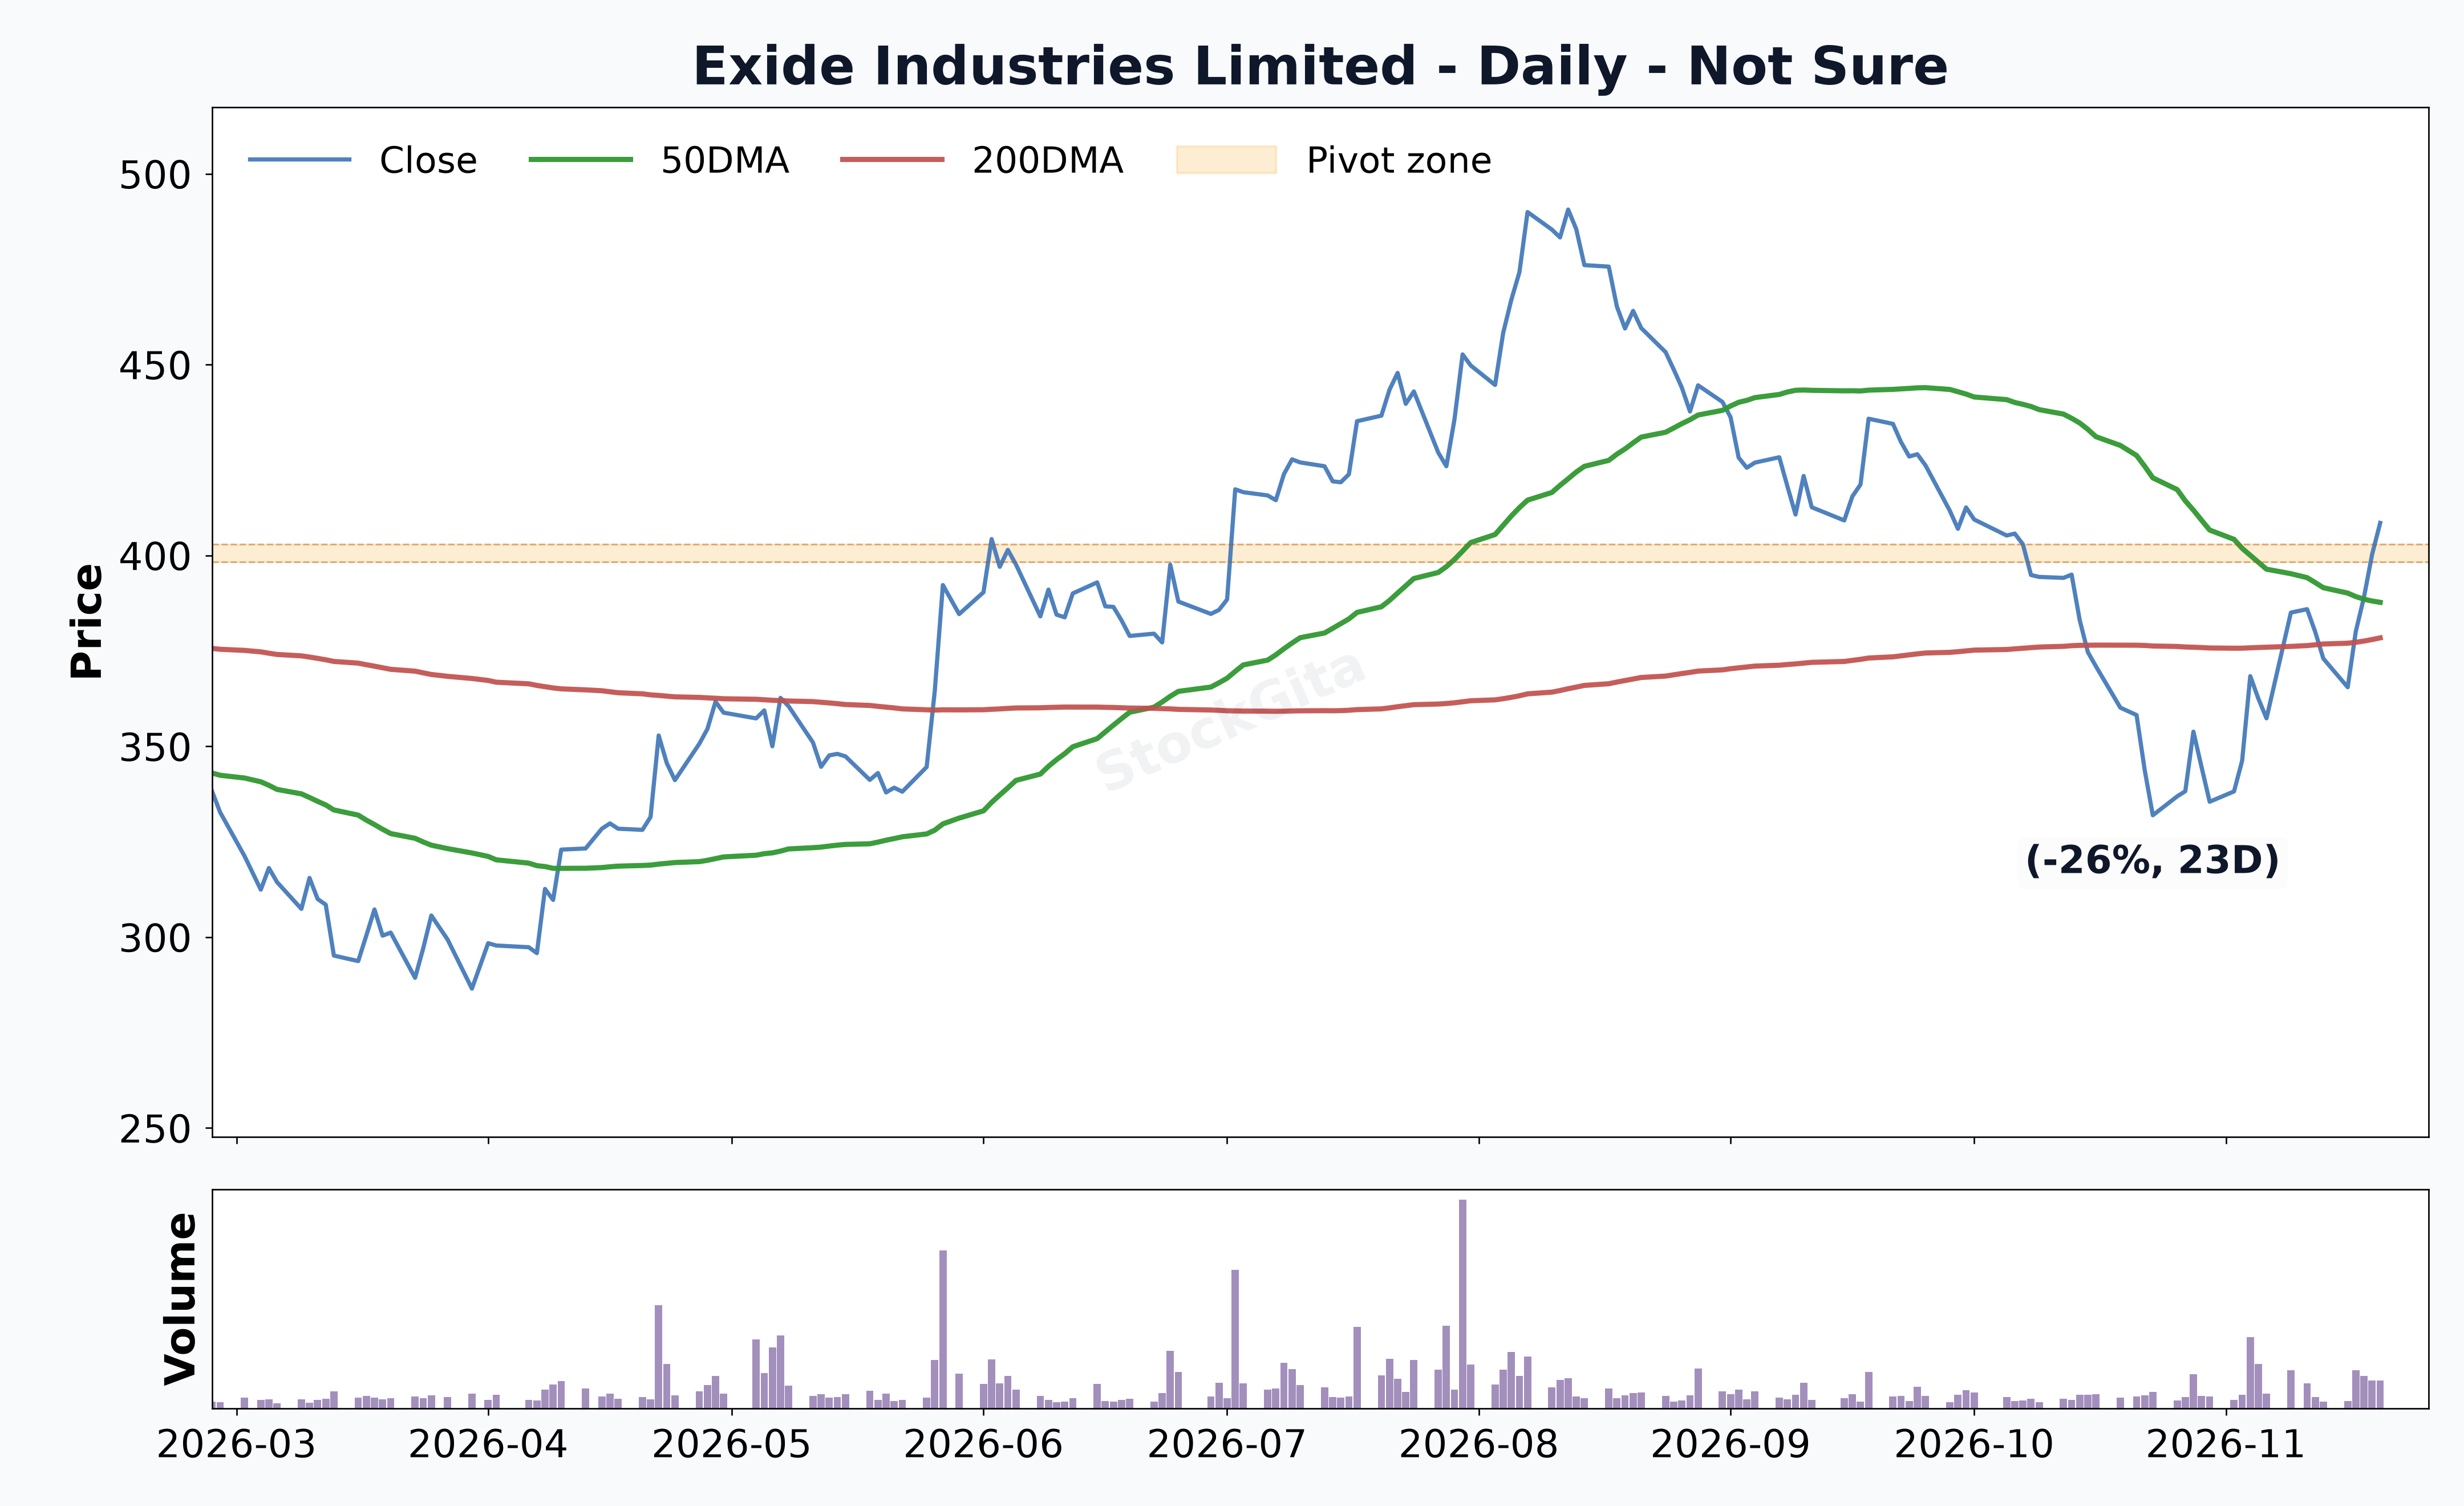 Exide Industries Limited - Daily - Not Sure
Close 50DMA 200DMA Pivot zone
Price
500
450
400
350
300
250
StockGita
(-26%, 23D)
Volume
2026-03 2026-04 2026-05 2026-06 2026-07 2026-08 2026-09 2026-10 2026-11